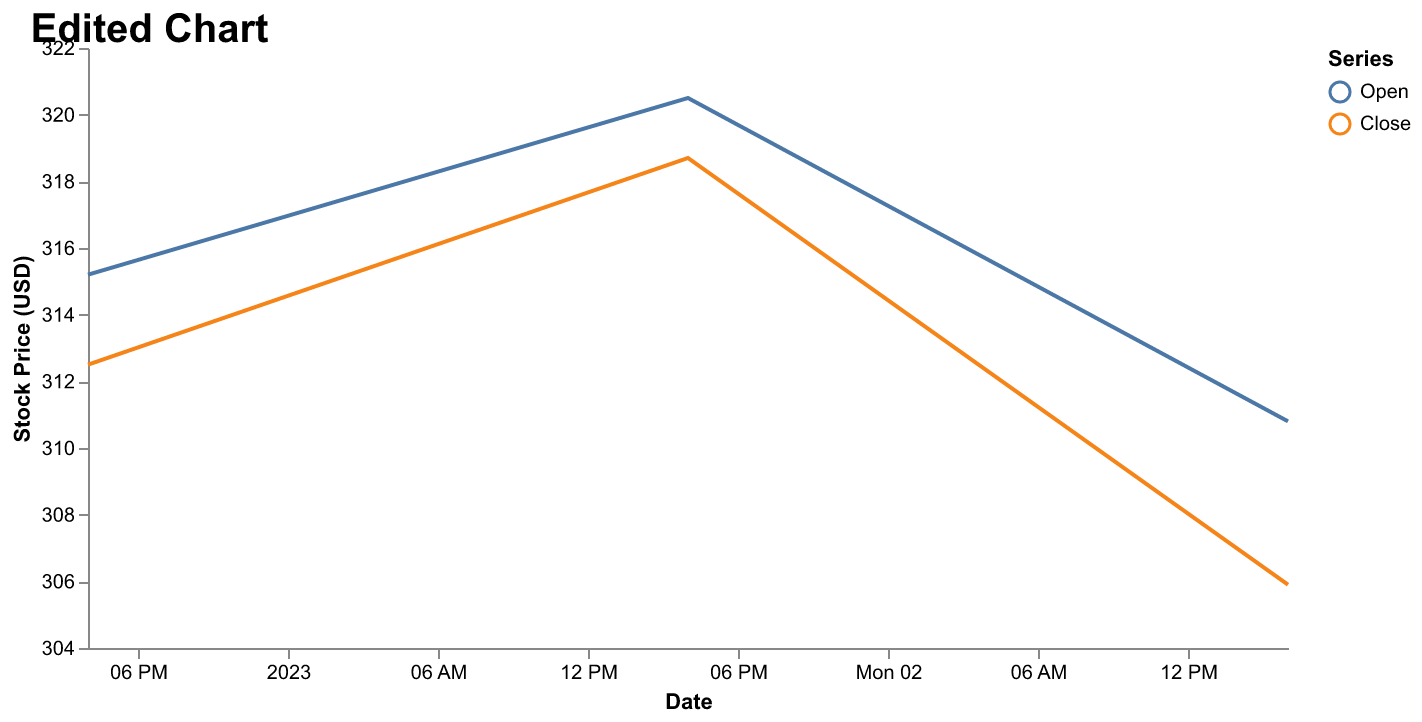 Edited Chart
Series
Open
Close
Stock Price (USD)
322
320
318
316
314
312
310
308
306
304
06 PM
2023
06 AM
12 PM
06 PM
Mon 02
06 AM
12 PM
Date